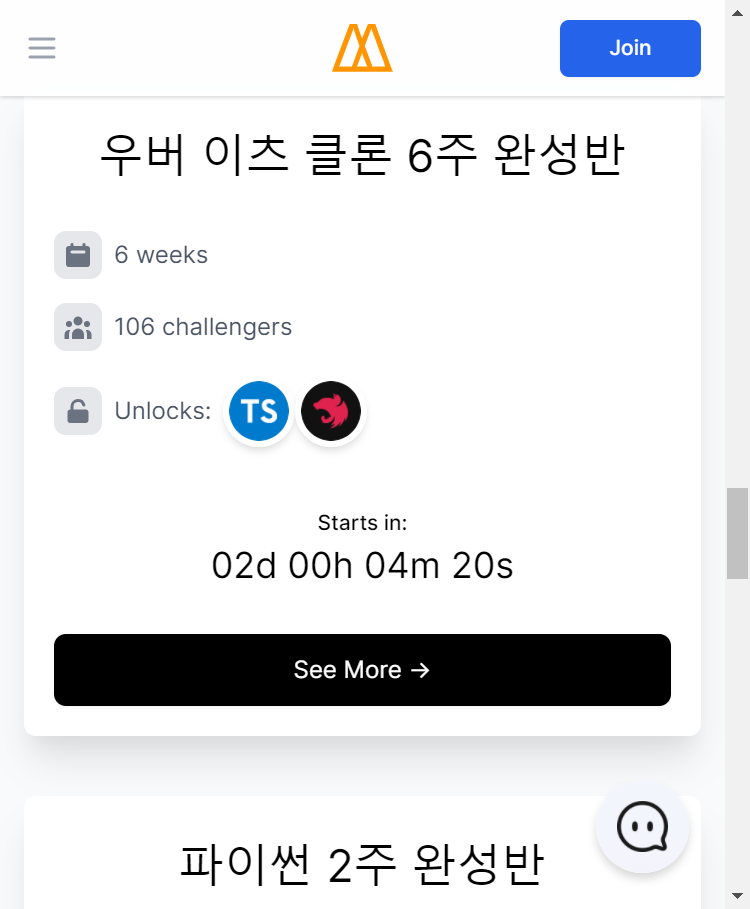 Join
우버 이츠 클론 6주 완성반
6 weeks
106 challengers
Unlocks:
TS
Starts in:
02d 00h 04m 20s
See More →
파이썬 2주 완성반